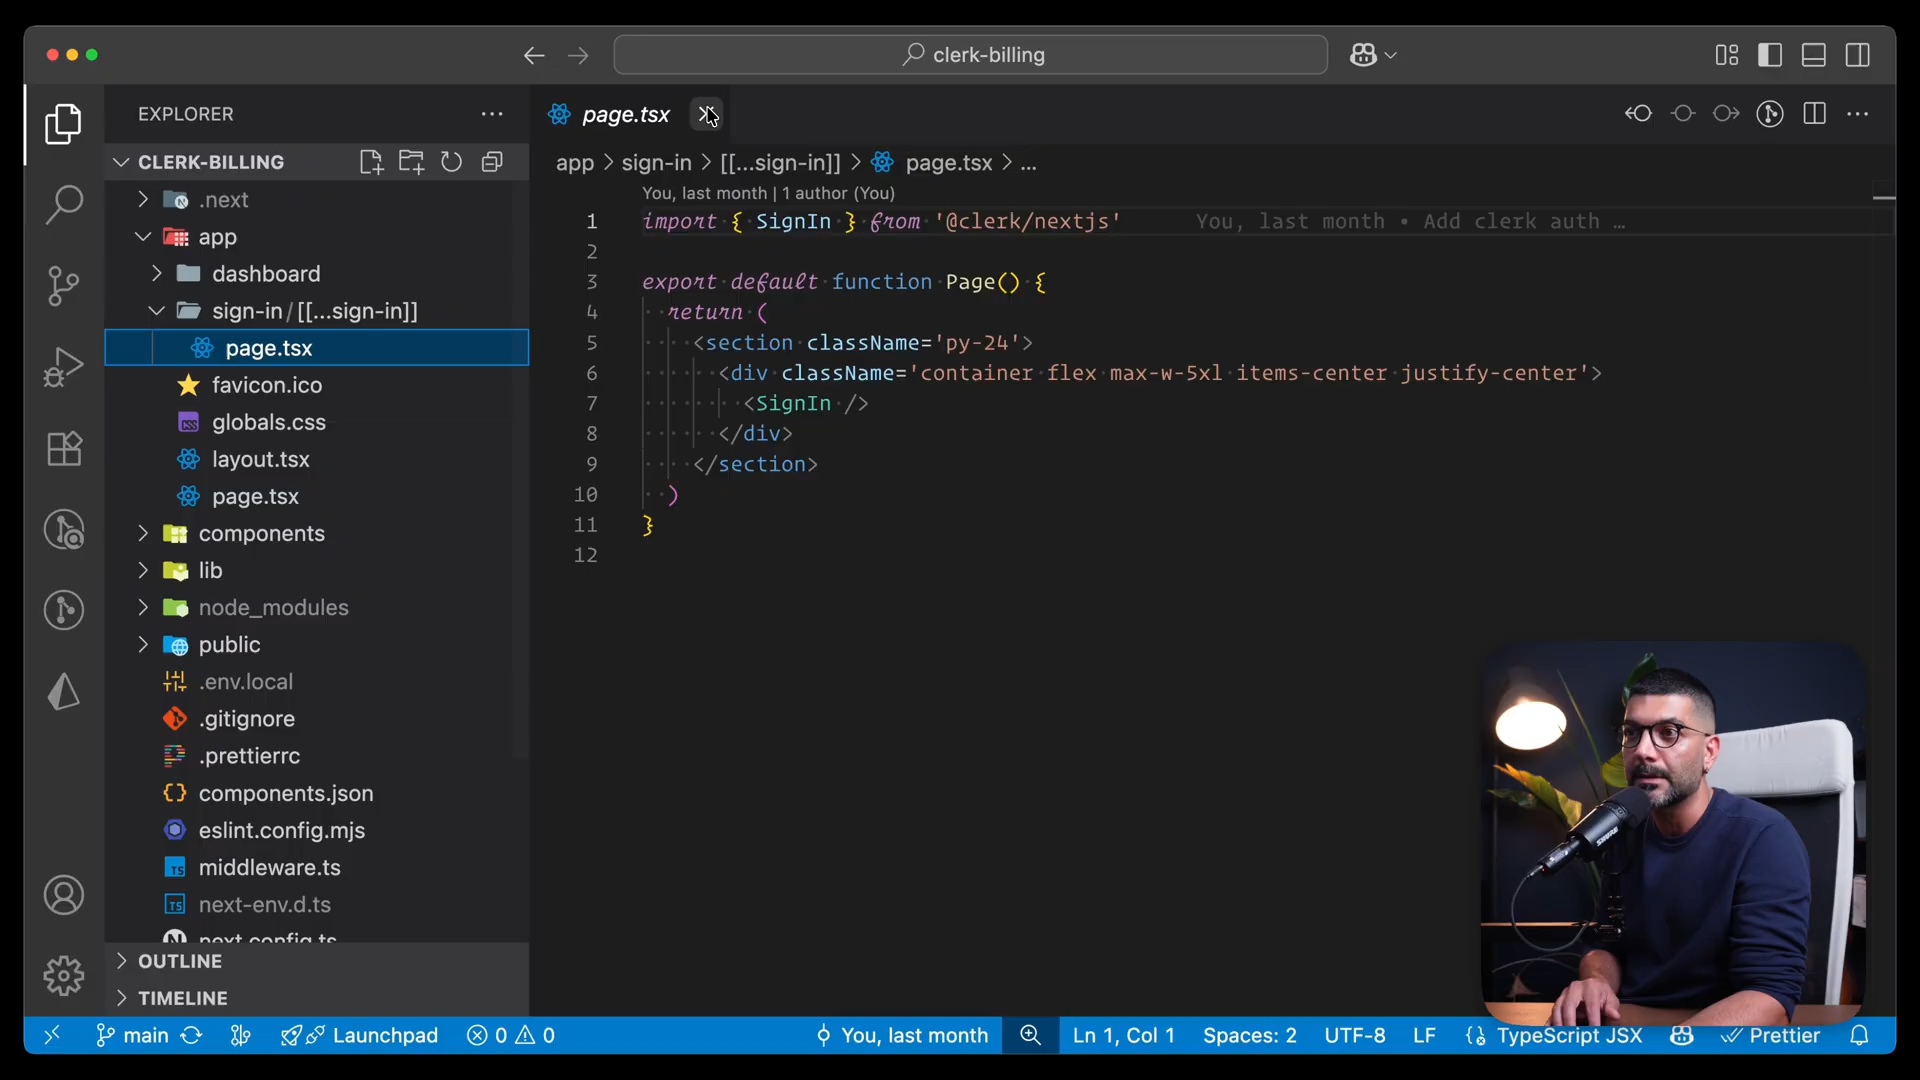 clerk-billing
EXPLORER
page.tsx
CLERK-BILLING
app > sign-in > [[...sign-in]] > page.tsx > ...
.next
app
dashboard
sign-in/[[...sign-in]]
page.tsx
favicon.ico
globals.css
layout.tsx
page.tsx
components
lib
node_modules
public
.env.local
.gitignore
.prettierrc
components.json
eslint.config.mjs
middleware.ts
next-env.d.ts
next.config.ts
OUTLINE
TIMELINE
You, last month | 1 author (You)
1 import { SignIn } from '@clerk/nextjs' You, last month • Add clerk auth …
2
3 export default function Page() {
4 return (
5 <section className='py-24'>
6 <div className='container flex max-w-5xl items-center justify-center'>
7 <SignIn />
8 </div>
9 </section>
10 )
11 }
12
SHURE
main Launchpad 0 0 You, last month Ln 1, Col 1 Spaces: 2 UTF-8 LF TypeScript JSX Prettier